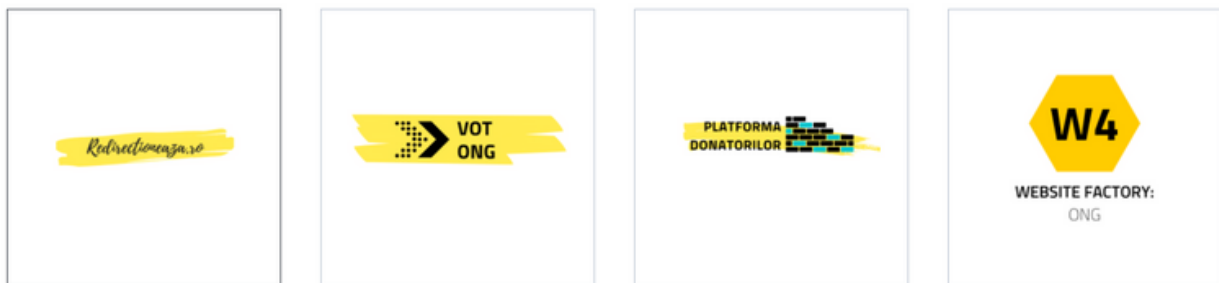 Redirectioneaza.ro
VOT
ONG
PLATFORMA
DONATORILOR
W4
WEBSITE FACTORY:
ONG